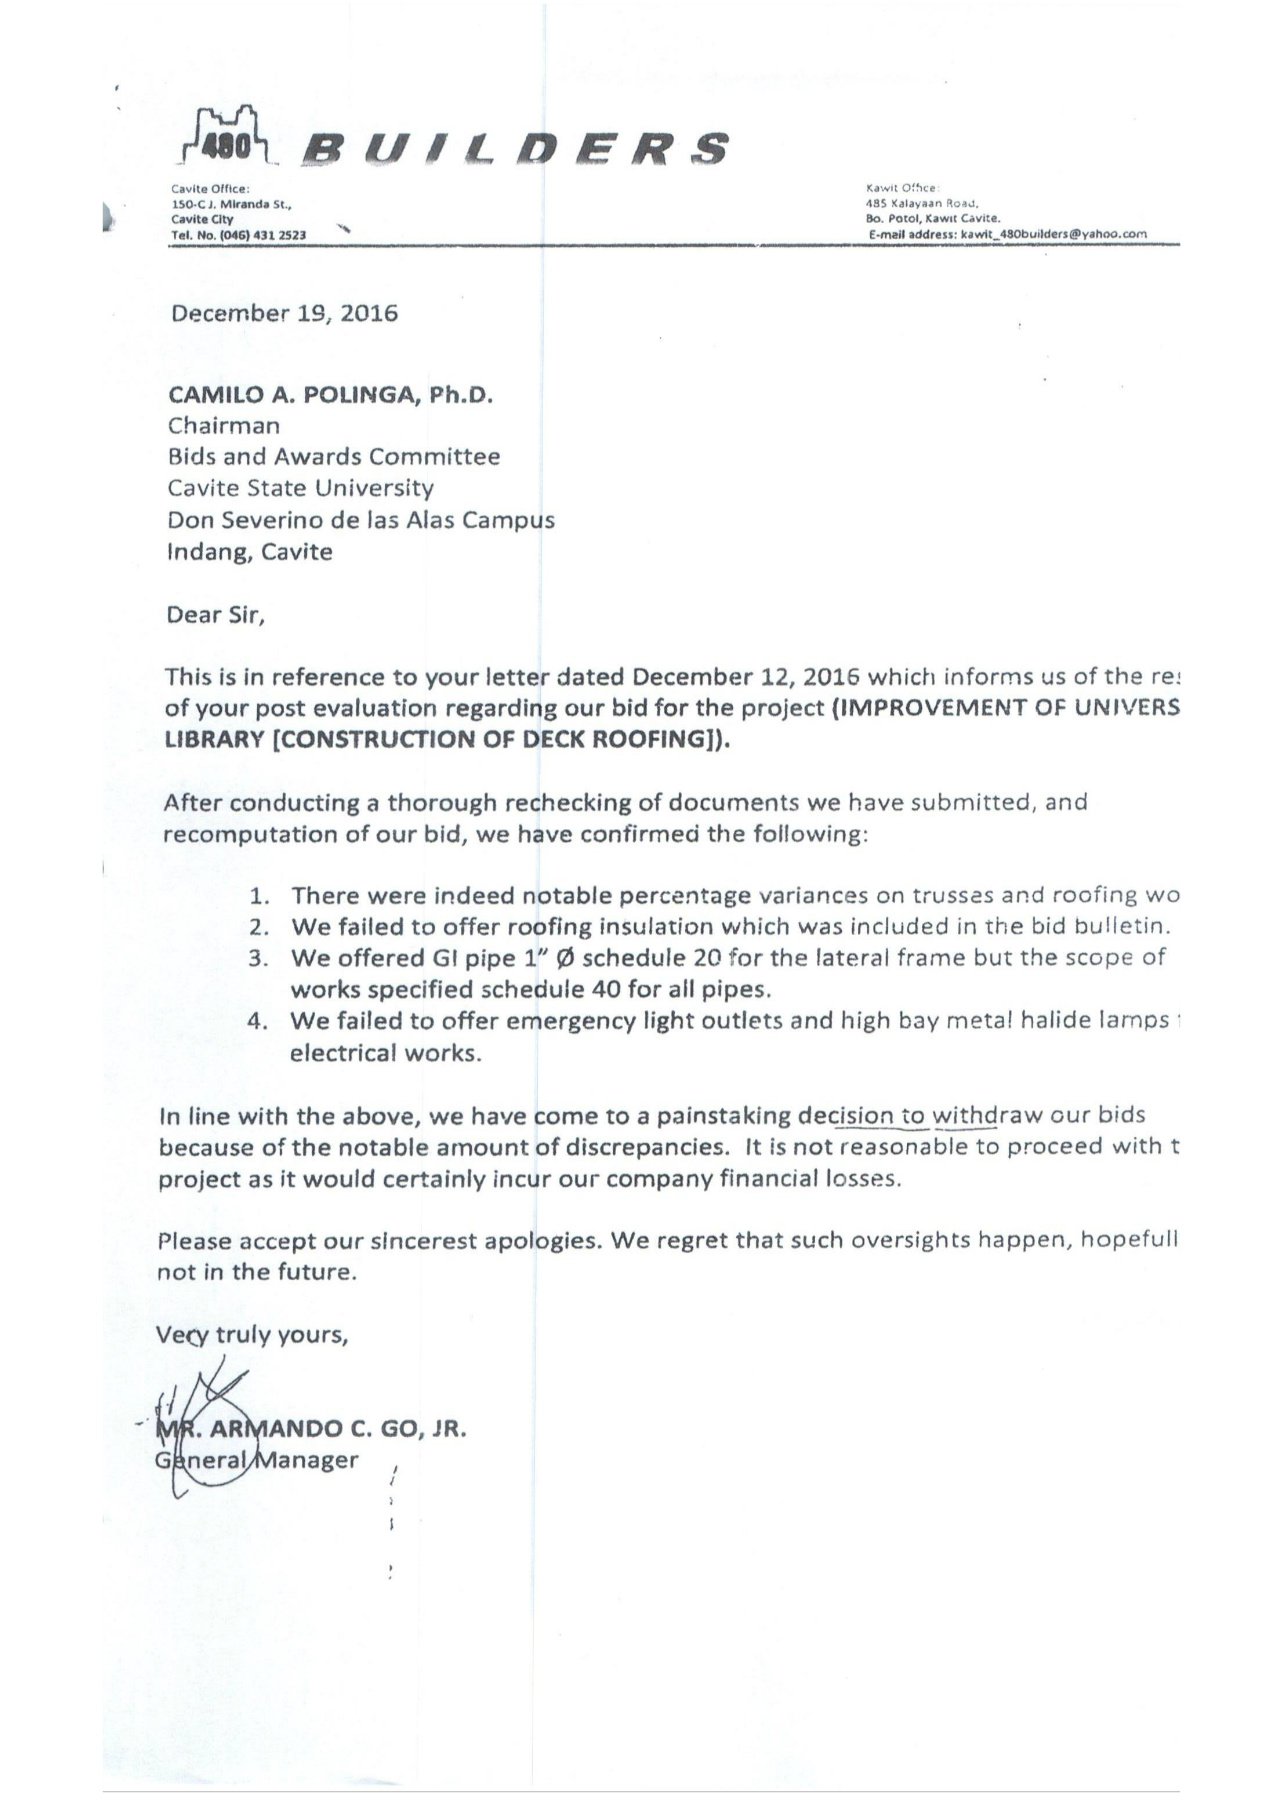 480 BUILDERS
Cavite Office:
150-C J. Miranda St.,
Cavite City
Tel. No. (046) 431 2523
Kawit Office:
485 Kalayaan Road,
Bo. Potol, Kawit Cavite.
E-mail address: kawit_480builders@yahoo.com
December 19, 2016
CAMILO A. POLINGA, Ph.D.
Chairman
Bids and Awards Committee
Cavite State University
Don Severino de las Alas Campus
Indang, Cavite
Dear Sir,
This is in reference to your letter dated December 12, 2016 which informs us of the
of your post evaluation regarding our bid for the project (IMPROVEMENT OF UNIVERS
LIBRARY [CONSTRUCTION OF DECK ROOFING]).
After conducting a thorough rechecking of documents we have submitted, and
recomputation of our bid, we have confirmed the following:
1. There were indeed notable percentage variances on trusses and roofing wo
2. We failed to offer roofing insulation which was included in the bid bulletin.
3. We offered GI pipe 1” Ø schedule 20 for the lateral frame but the scope of
works specified schedule 40 for all pipes.
4. We failed to offer emergency light outlets and high bay metal halide lamps
electrical works.
In line with the above, we have come to a painstaking decision to withdraw our bids
because of the notable amount of discrepancies. It is not reasonable to proceed with t
project as it would certainly incur our company financial losses.
Please accept our sincerest apologies. We regret that such oversights happen, hopefull
not in the future.
Very truly yours,
MR. ARMANDO C. GO, JR.
General Manager